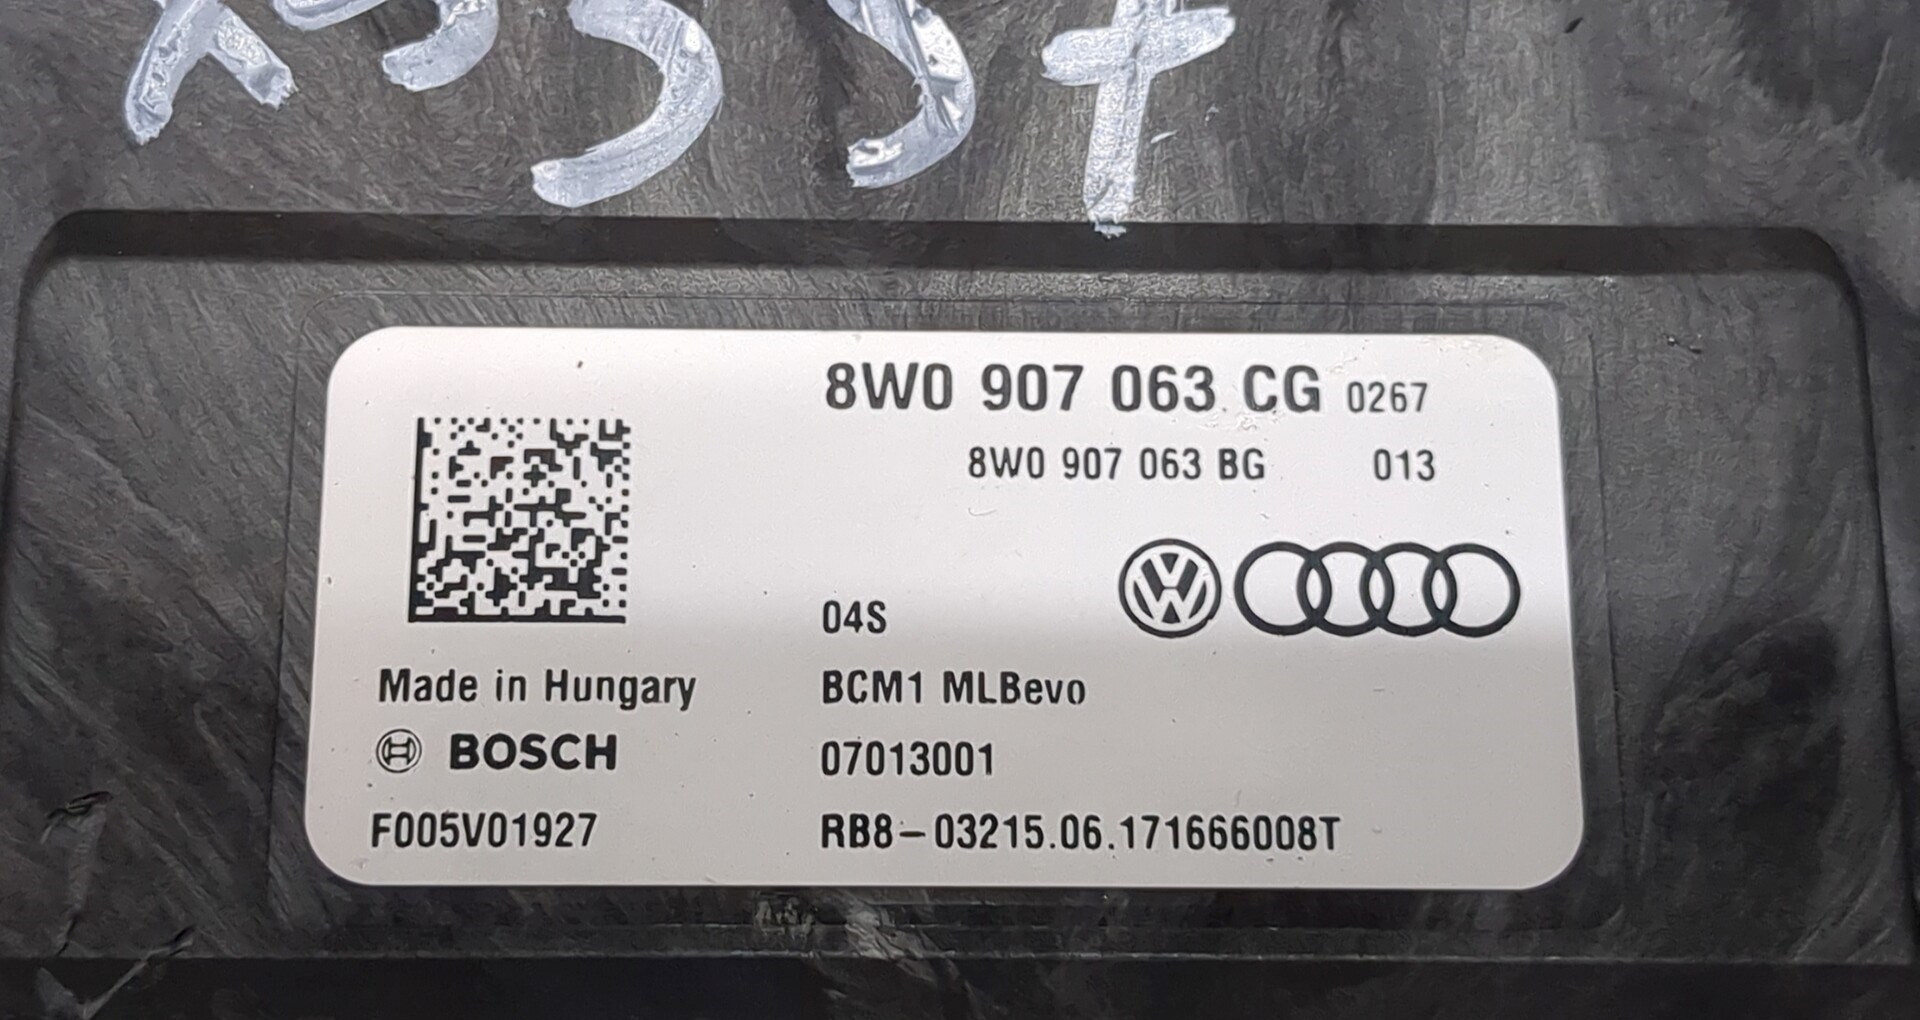 8W0 907 063 CG 0267
8W0 907 063 BG 013
04S
Made in Hungary
BCM1 MLBevo
BOSCH
07013001
F005V01927
RB8-03215.06.171666008T